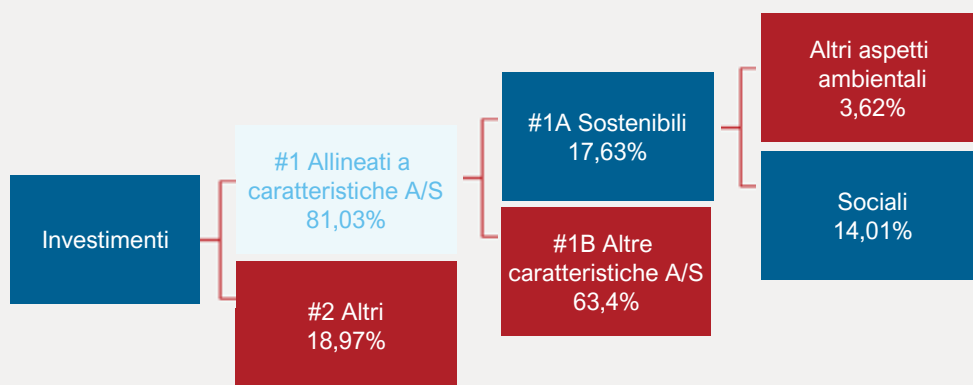 Investimenti
#1 Allineati a
caratteristiche A/S
81,03%
#2 Altri
18,97%
#1A Sostenibili
17,63%
#1B Altre
caratteristiche A/S
63,4%
Altri aspetti
ambientali
3,62%
Sociali
14,01%